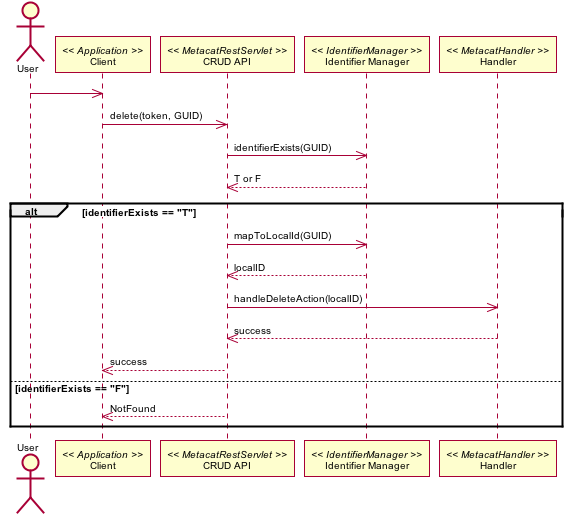 User
<< Application >>
Client
<< MetacatRestServlet >>
CRUD API
<< IdentifierManager >>
Identifier Manager
<< MetacatHandler >>
Handler
delete(token, GUID)
identifierExists(GUID)
T or F
alt
[identifierExists == "T"]
mapToLocalId(GUID)
localID
handleDeleteAction(localID)
success
success
[identifierExists == "F"]
NotFound
User
<< Application >>
Client
<< MetacatRestServlet >>
CRUD API
<< IdentifierManager >>
Identifier Manager
<< MetacatHandler >>
Handler